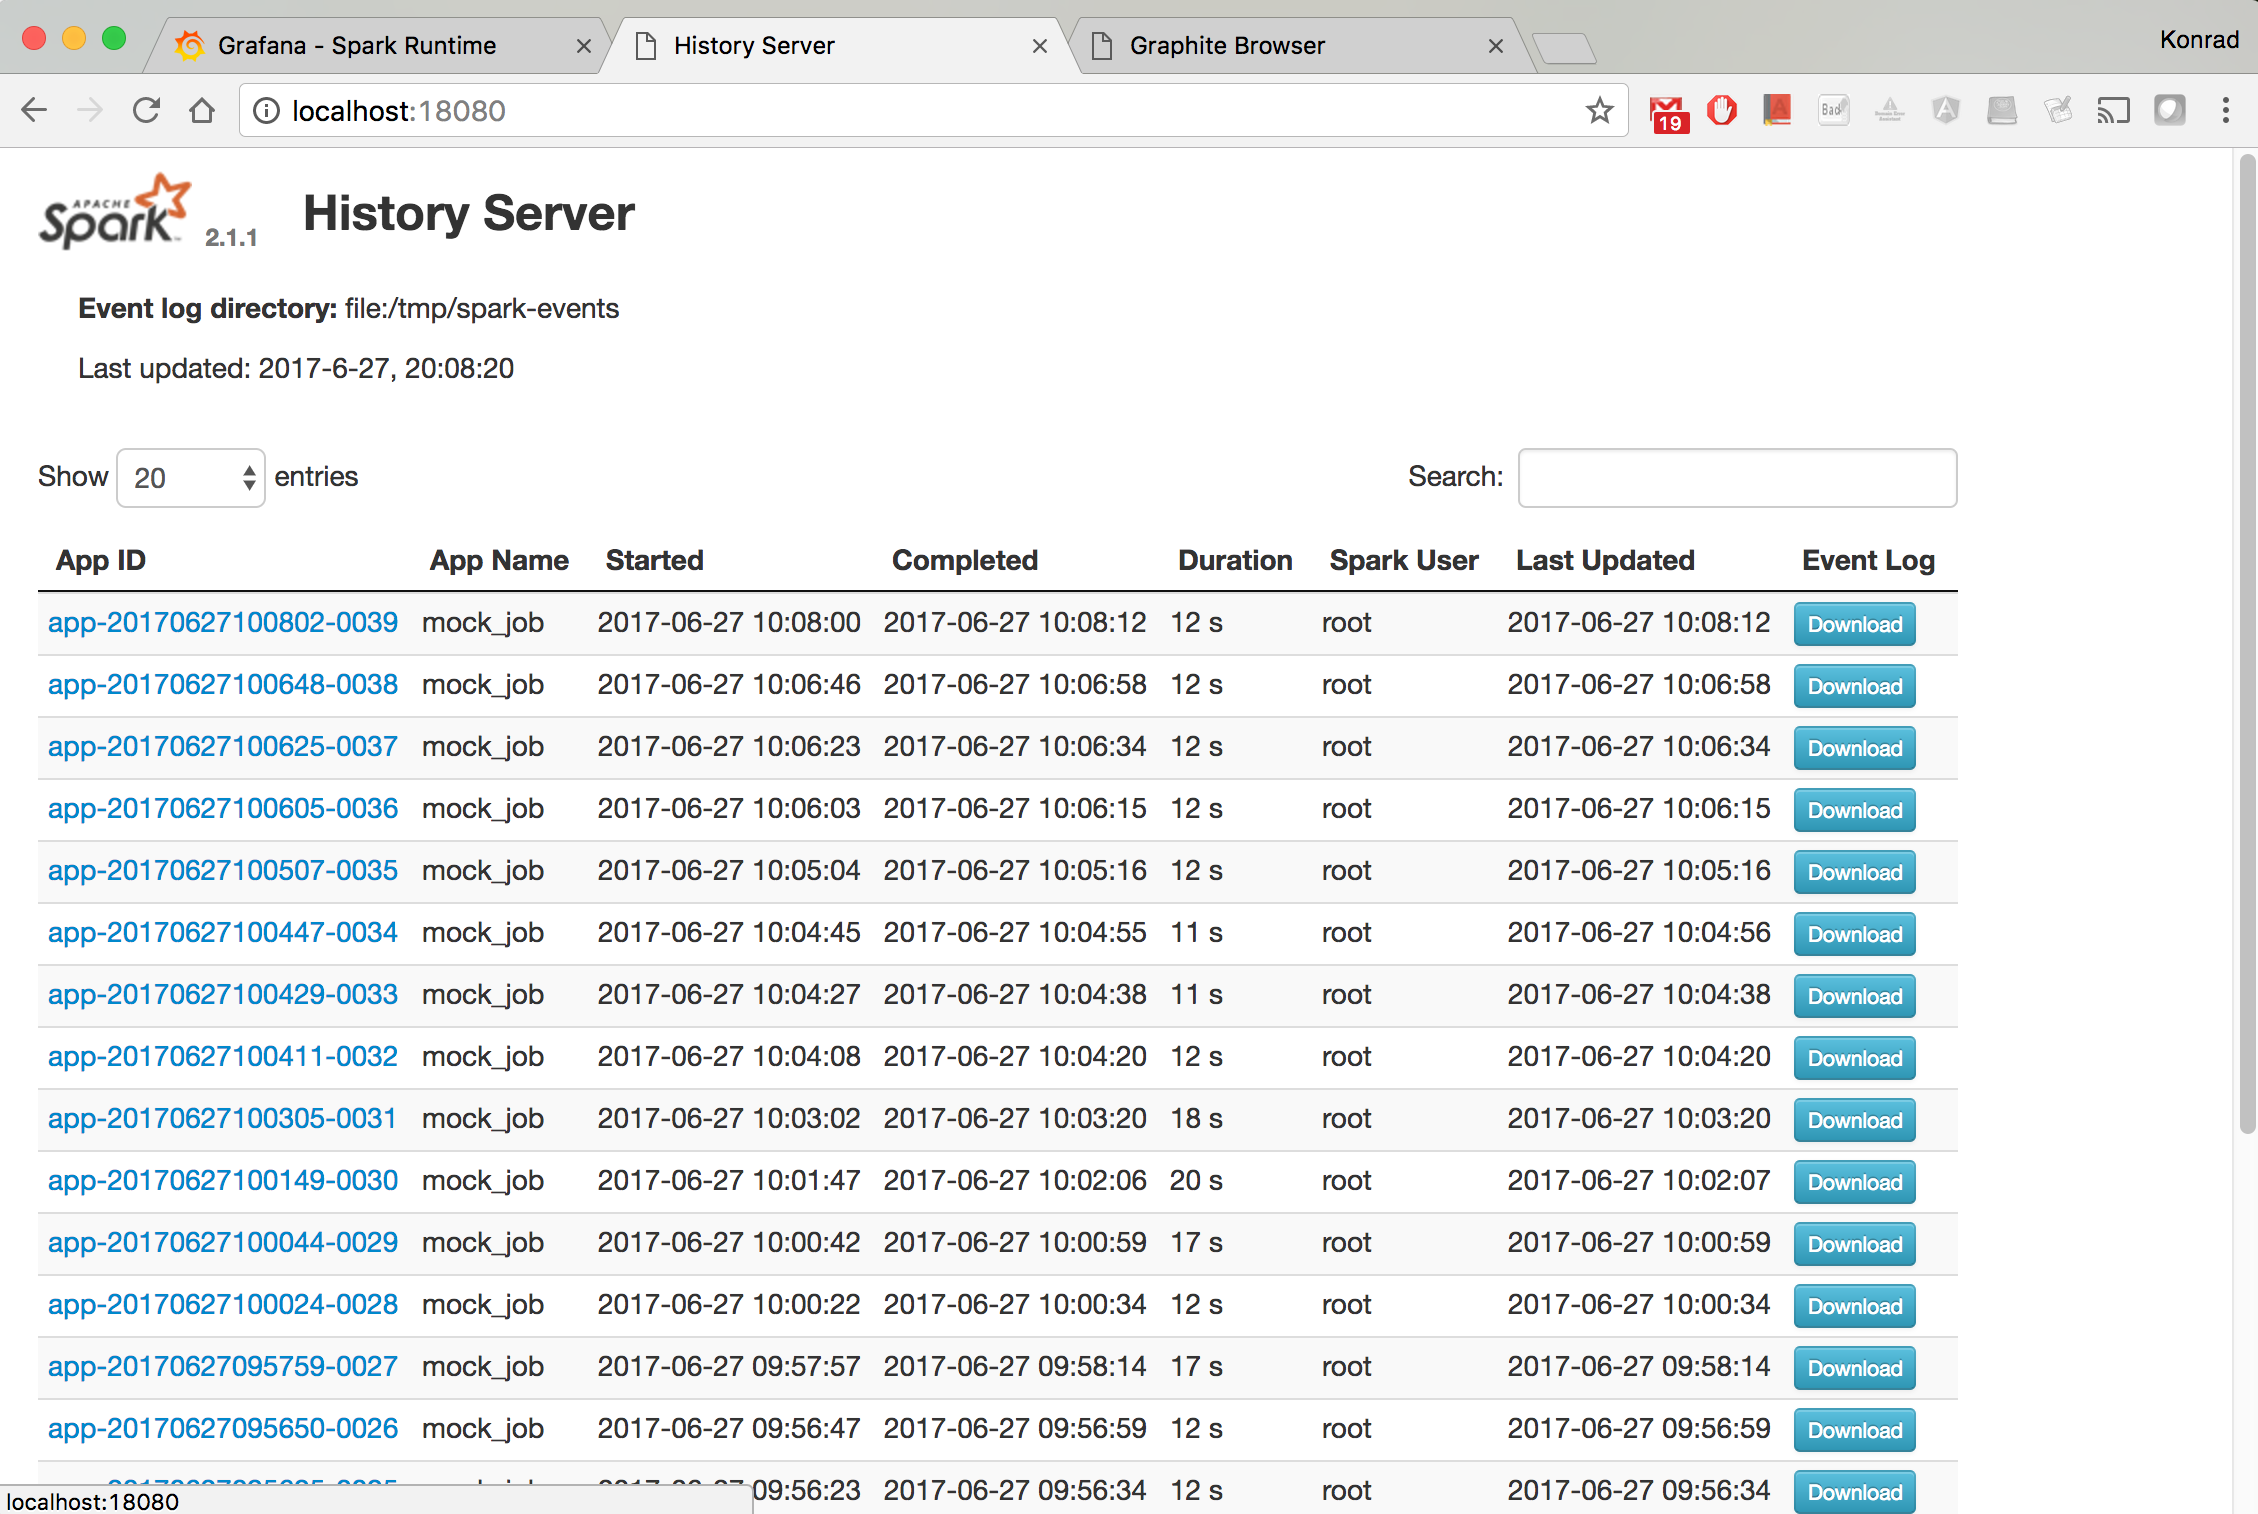 Grafana - Spark Runtime
History Server
Graphite Browser
Konrad
localhost:18080
19
Bad
APACHE
Spark
2.1.1
History Server
Event log directory: file:/tmp/spark-events
Last updated: 2017-6-27, 20:08:20
Show 20 entries
Search:
App ID App Name Started Completed Duration Spark User Last Updated Event Log
app-20170627100802-0039 mock_job 2017-06-27 10:08:00 2017-06-27 10:08:12 12 s root 2017-06-27 10:08:12 Download
app-20170627100648-0038 mock_job 2017-06-27 10:06:46 2017-06-27 10:06:58 12 s root 2017-06-27 10:06:58 Download
app-20170627100625-0037 mock_job 2017-06-27 10:06:23 2017-06-27 10:06:34 12 s root 2017-06-27 10:06:34 Download
app-20170627100605-0036 mock_job 2017-06-27 10:06:03 2017-06-27 10:06:15 12 s root 2017-06-27 10:06:15 Download
app-20170627100507-0035 mock_job 2017-06-27 10:05:04 2017-06-27 10:05:16 12 s root 2017-06-27 10:05:16 Download
app-20170627100447-0034 mock_job 2017-06-27 10:04:45 2017-06-27 10:04:55 11 s root 2017-06-27 10:04:56 Download
app-20170627100429-0033 mock_job 2017-06-27 10:04:27 2017-06-27 10:04:38 11 s root 2017-06-27 10:04:38 Download
app-20170627100411-0032 mock_job 2017-06-27 10:04:08 2017-06-27 10:04:20 12 s root 2017-06-27 10:04:20 Download
app-20170627100305-0031 mock_job 2017-06-27 10:03:02 2017-06-27 10:03:20 18 s root 2017-06-27 10:03:20 Download
app-20170627100149-0030 mock_job 2017-06-27 10:01:47 2017-06-27 10:02:06 20 s root 2017-06-27 10:02:07 Download
app-20170627100044-0029 mock_job 2017-06-27 10:00:42 2017-06-27 10:00:59 17 s root 2017-06-27 10:00:59 Download
app-20170627100024-0028 mock_job 2017-06-27 10:00:22 2017-06-27 10:00:34 12 s root 2017-06-27 10:00:34 Download
app-20170627095759-0027 mock_job 2017-06-27 09:57:57 2017-06-27 09:58:14 17 s root 2017-06-27 09:58:14 Download
app-20170627095650-0026 mock_job 2017-06-27 09:56:47 2017-06-27 09:56:59 12 s root 2017-06-27 09:56:59 Download
09:56:23 2017-06-27 09:56:34 12 s root 2017-06-27 09:56:34 Download
localhost:18080